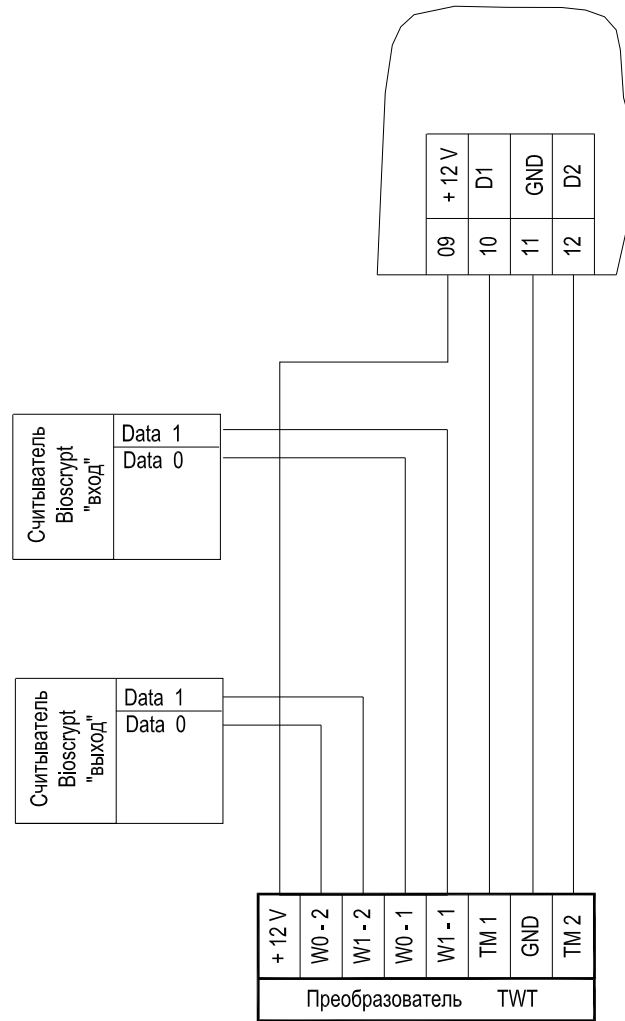 + 12 V
D1
GND
D2
09
10
11
12
Считыватель
Bioscrypt
"вход"
Data 1
Data 0
Считыватель
Bioscrypt
"выход"
Data 1
Data 0
+ 12 V
W0 - 2
W1 - 2
W0 - 1
W1 - 1
TM 1
GND
TM 2
Преобразователь TWT